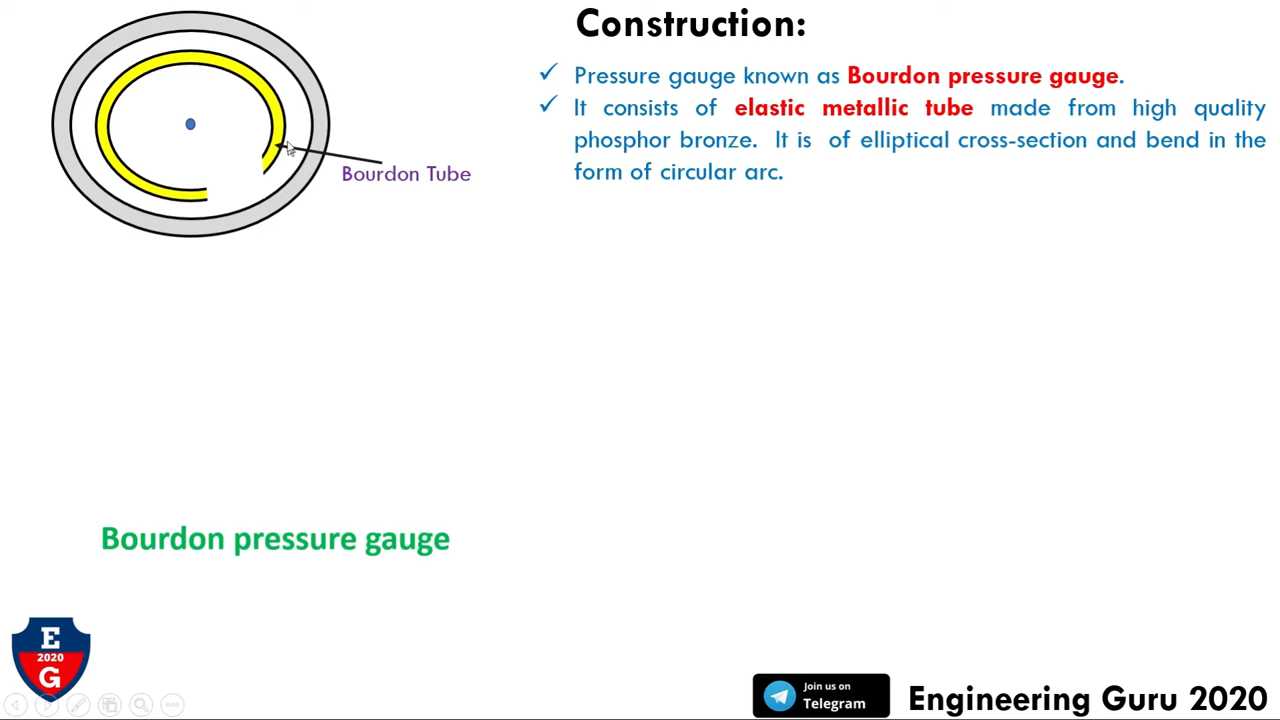 Construction:
✓ Pressure gauge known as Bourdon pressure gauge.
✓ It consists of elastic metallic tube made from high quality
phosphor bronze. It is of elliptical cross-section and bend in the
form of circular arc.
Bourdon Tube
Bourdon pressure gauge
E
2020
G
Join us on
Telegram
Engineering Guru 2020